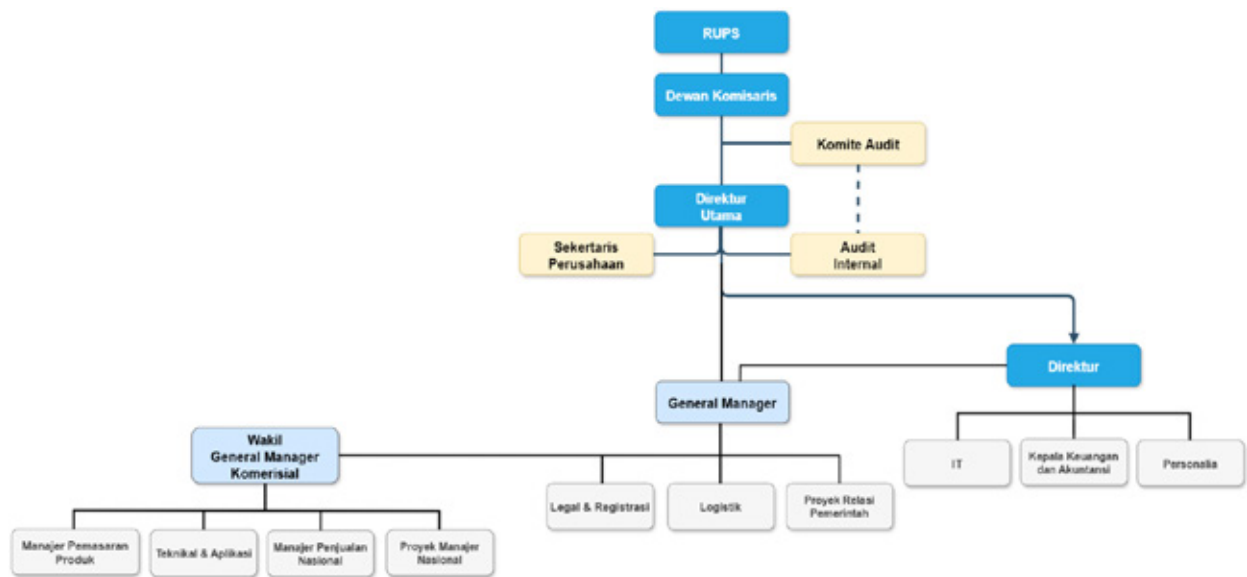 RUPS
Dewan Komisaris
Komite Audit
Direktur
Utama
Sekertaris
Perusahaan
Audit
Internal
Direktur
General Manager
Wakil
General Manager
Komerisial
IT
Kepala Keuangan
dan Akuntansi
Personalia
Legal & Registrasi
Logistik
Proyek Relasi
Pemerintah
Manajer Pemasaran
Produk
Teknikal & Aplikasi
Manajer Penjualan
Nasional
Proyek Manajer
Nasional